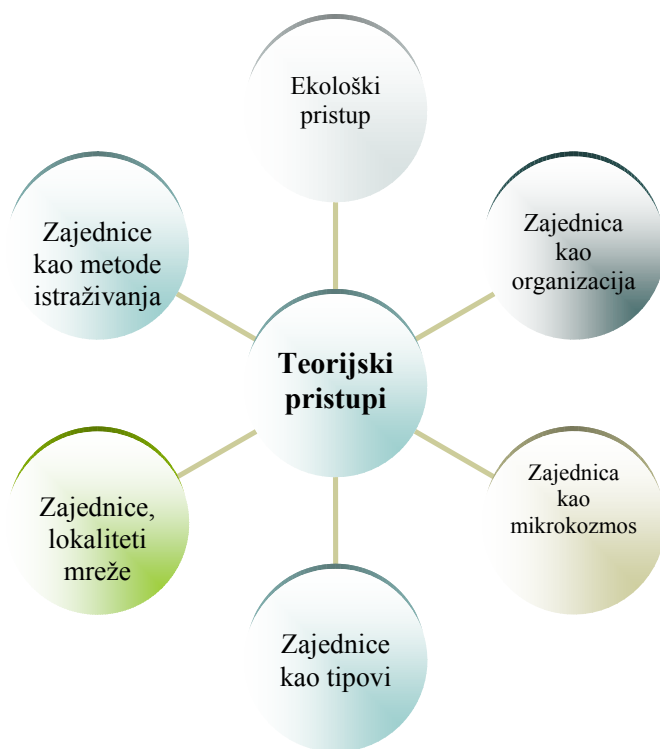 Ekološki
pristup
Zajednica
kao
organizacija
Zajednica
kao
mikrokozmos
Zajednice
kao tipovi
Zajednice,
lokaliteti
mreže
Zajednice
kao metode
istraživanja
Teorijski
pristupi